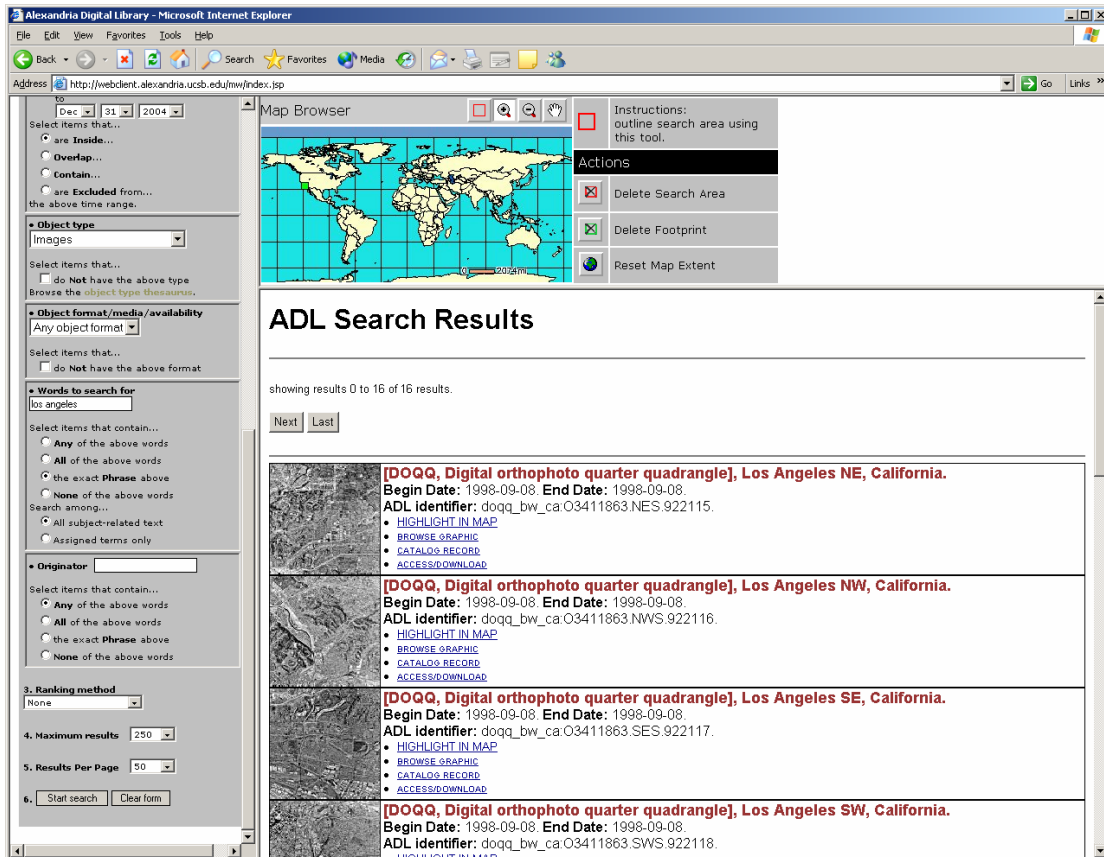 Alexandria Digital Library - Microsoft Internet Explorer
File Edit View Favorites Tools Help
Back Search Favorites Media
Address http://webclient.alexandria.ucsb.edu/mw/index.jsp Go Links »
to
Dec 31 2004
Select items that...
are Inside...
Overlap...
Contain...
are Excluded from...
the above time range.
• Object type
Images
Select items that...
do Not have the above type
Browse the object type thesaurus.
• Object format/media/availability
Any object format
Select items that...
do Not have the above format
• Words to search for
los angeles
Select items that contain...
Any of the above words
All of the above words
the exact Phrase above
None of the above words
Search among...
All subject-related text
Assigned terms only
• Originator
Select items that contain...
Any of the above words
All of the above words
the exact Phrase above
None of the above words
3. Ranking method
None
4. Maximum results 250
5. Results Per Page 50
6. Start search Clear form
Map Browser
0 2074mi
Instructions:
outline search area using
this tool.
Actions
Delete Search Area
Delete Footprint
Reset Map Extent
ADL Search Results
showing results 0 to 16 of 16 results.
Next Last
[DOQQ, Digital orthophoto quarter quadrangle], Los Angeles NE, California.
Begin Date: 1998-09-08. End Date: 1998-09-08.
ADL identifier: doqq_bw_ca:O3411863.NES.922115.
• HIGHLIGHT IN MAP
• BROWSE GRAPHIC
• CATALOG RECORD
• ACCESS/DOWNLOAD
[DOQQ, Digital orthophoto quarter quadrangle], Los Angeles NW, California.
Begin Date: 1998-09-08. End Date: 1998-09-08.
ADL identifier: doqq_bw_ca:O3411863.NWS.922116.
• HIGHLIGHT IN MAP
• BROWSE GRAPHIC
• CATALOG RECORD
• ACCESS/DOWNLOAD
[DOQQ, Digital orthophoto quarter quadrangle], Los Angeles SE, California.
Begin Date: 1998-09-08. End Date: 1998-09-08.
ADL identifier: doqq_bw_ca:O3411863.SES.922117.
• HIGHLIGHT IN MAP
• BROWSE GRAPHIC
• CATALOG RECORD
• ACCESS/DOWNLOAD
[DOQQ, Digital orthophoto quarter quadrangle], Los Angeles SW, California.
Begin Date: 1998-09-08. End Date: 1998-09-08.
ADL identifier: doqq_bw_ca:O3411863.SWS.922118.
• HIGHLIGHT IN MAP